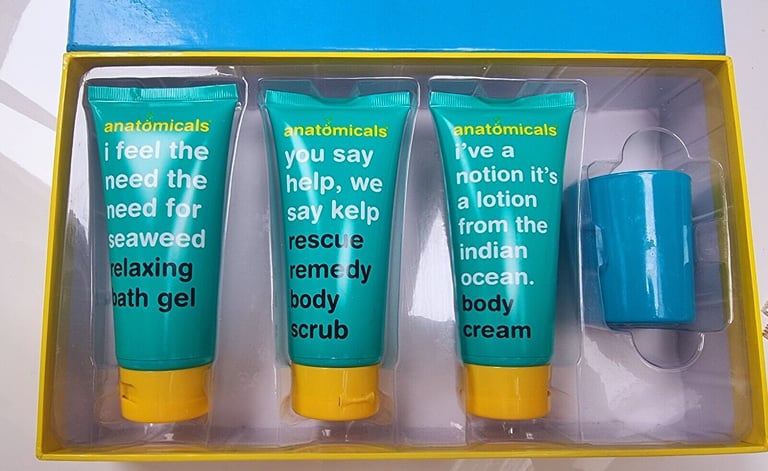 anatomicals
i feel the
need the
need for
seaweed
relaxing
bath gel
anatomicals
you say
help, we
say kelp
rescue
remedy
body
scrub
anatomicals
i've a
notion it's
a lotion
from the
indian
ocean.
body
cream